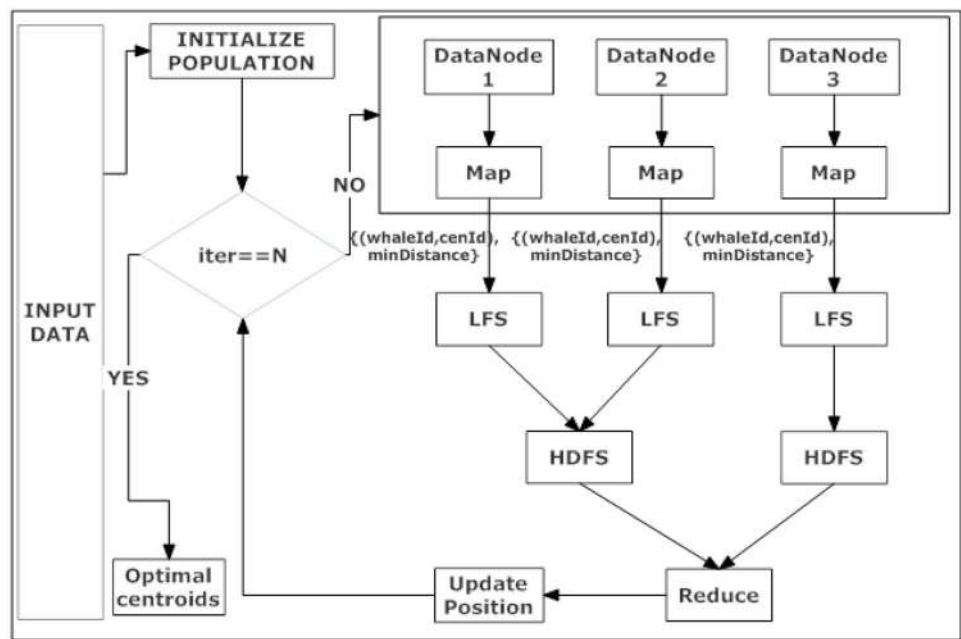 INITIALIZE
POPULATION
DataNode
1
DataNode
2
DataNode
3
Map
Map
Map
NO
{(whaleId,cenId),
minDistance}
{(whaleId,cenId),
minDistance}
{(whaleId,cenId),
minDistance}
iter==N
INPUT
DATA
LFS
LFS
LFS
YES
HDFS
HDFS
Optimal
centroids
Update
Position
Reduce